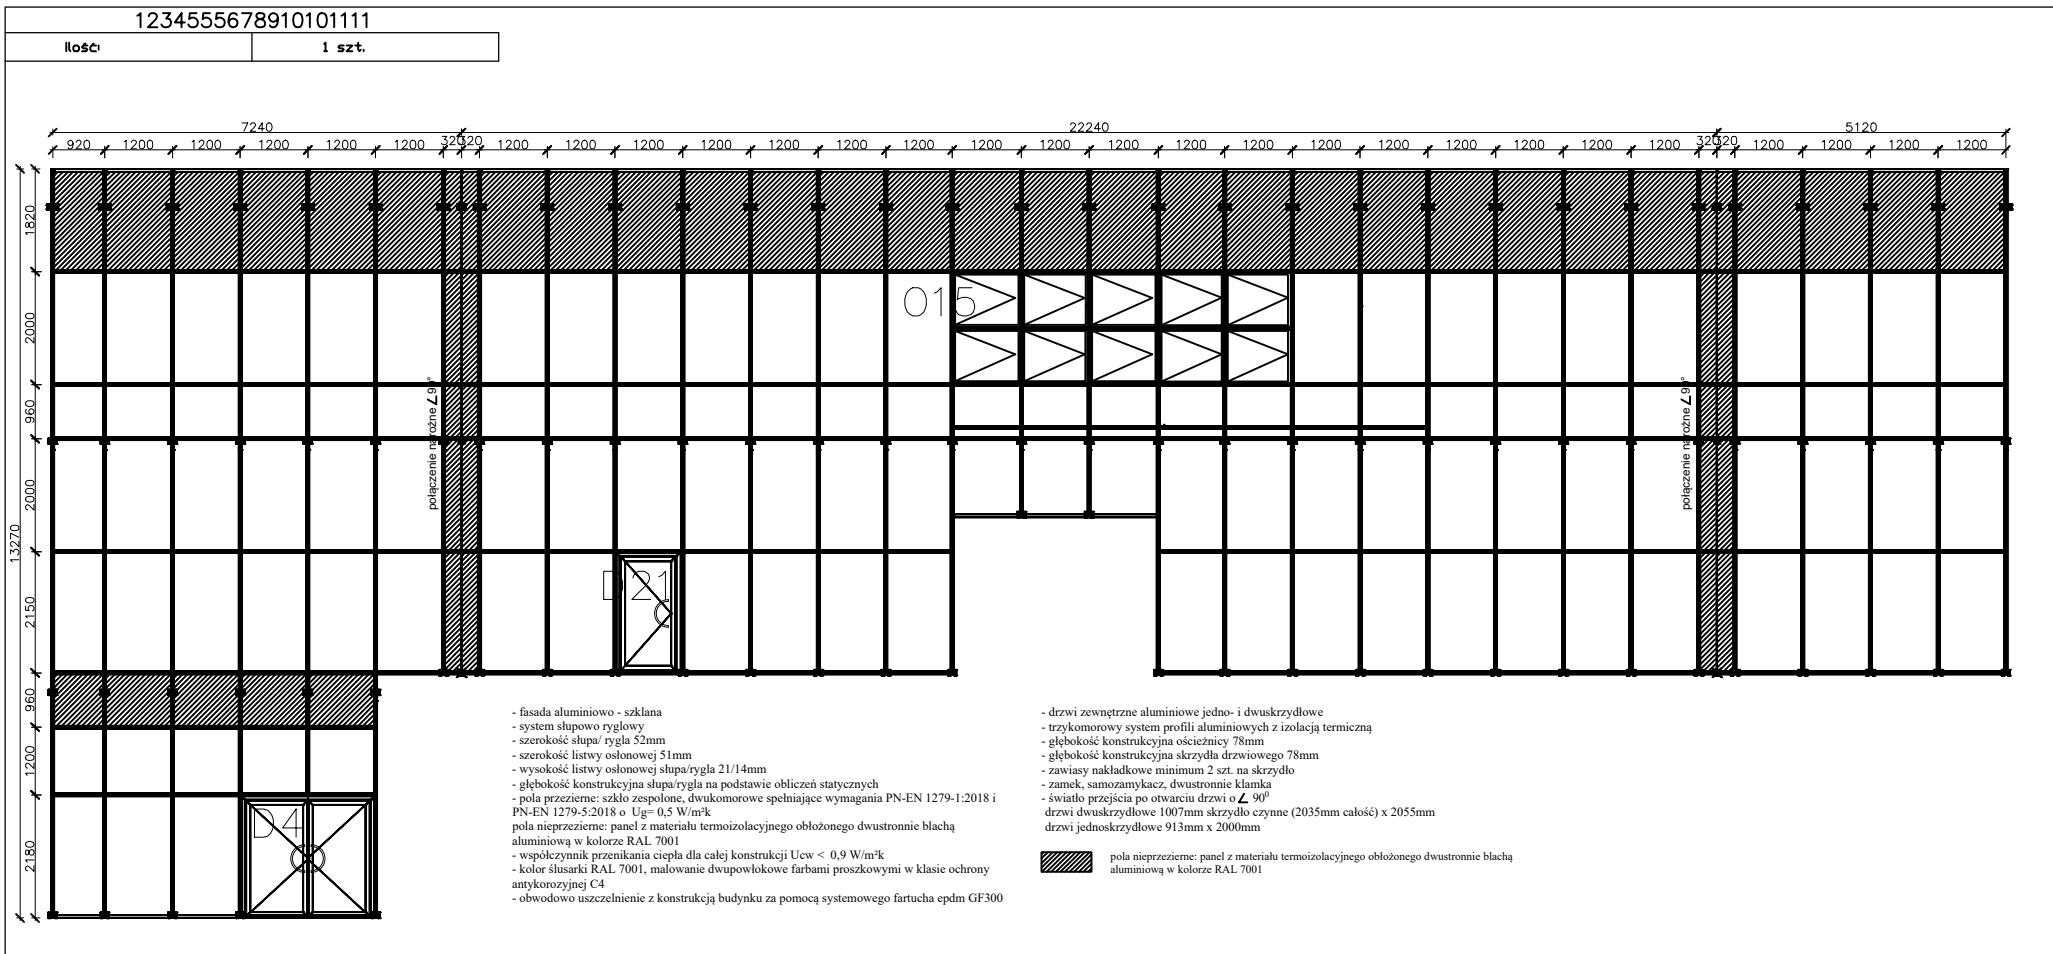 1234555678910101111
Ilość:
1 szt.
7240 22240 5120
920 1200 1200 1200 1200 1200 320 320 1200 1200 1200 1200 1200 1200 1200 1200 1200 1200 1200 1200 1200 1200 1200 1200 1200 1200 320 320 1200 1200 1200 1200
1820
2000
960
2000
2150
960
1200
2180
13270
połączenie narożne ∠ 90°
połączenie narożne ∠ 90°
O15
D21
D4
- fasada aluminiowo - szklana
- system słupowo ryglowy
- szerokość słupa/ rygla 52mm
- szerokość listwy osłonowej 51mm
- wysokość listwy osłonowej słupa/rygla 21/14mm
- głębokość konstrukcyjna słupa/rygla na podstawie obliczeń statycznych
- pola przezierne: szkło zespolone, dwukomorowe spełniające wymagania PN-EN 1279-1:2018 i
PN-EN 1279-5:2018 o Ug= 0,5 W/m²k
pola nieprzezierne: panel z materiału termoizolacyjnego obłożonego dwustronnie blachą
aluminiową w kolorze RAL 7001
- współczynnik przenikania ciepła dla całej konstrukcji Ucw < 0,9 W/m²k
- kolor ślusarki RAL 7001, malowanie dwupowłokowe farbami proszkowymi w klasie ochrony
antykorozyjnej C4
- obwodowo uszczelnienie z konstrukcją budynku za pomocą systemowego fartucha epdm GF300
- drzwi zewnętrzne aluminiowe jedno- i dwuskrzydłowe
- trzykomorowy system profili aluminiowych z izolacją termiczną
- głębokość konstrukcyjna ościeżnicy 78mm
- głębokość konstrukcyjna skrzydła drzwiowego 78mm
- zawiasy nakładkowe minimum 2 szt. na skrzydło
- zamek, samozamykacz, dwustronnie klamka
- światło przejścia po otwarciu drzwi o ∠ 90⁰
drzwi dwuskrzydłowe 1007mm skrzydło czynne (2035mm całość) x 2055mm
drzwi jednoskrzydłowe 913mm x 2000mm
pola nieprzezierne: panel z materiału termoizolacyjnego obłożonego dwustronnie blachą
aluminiową w kolorze RAL 7001